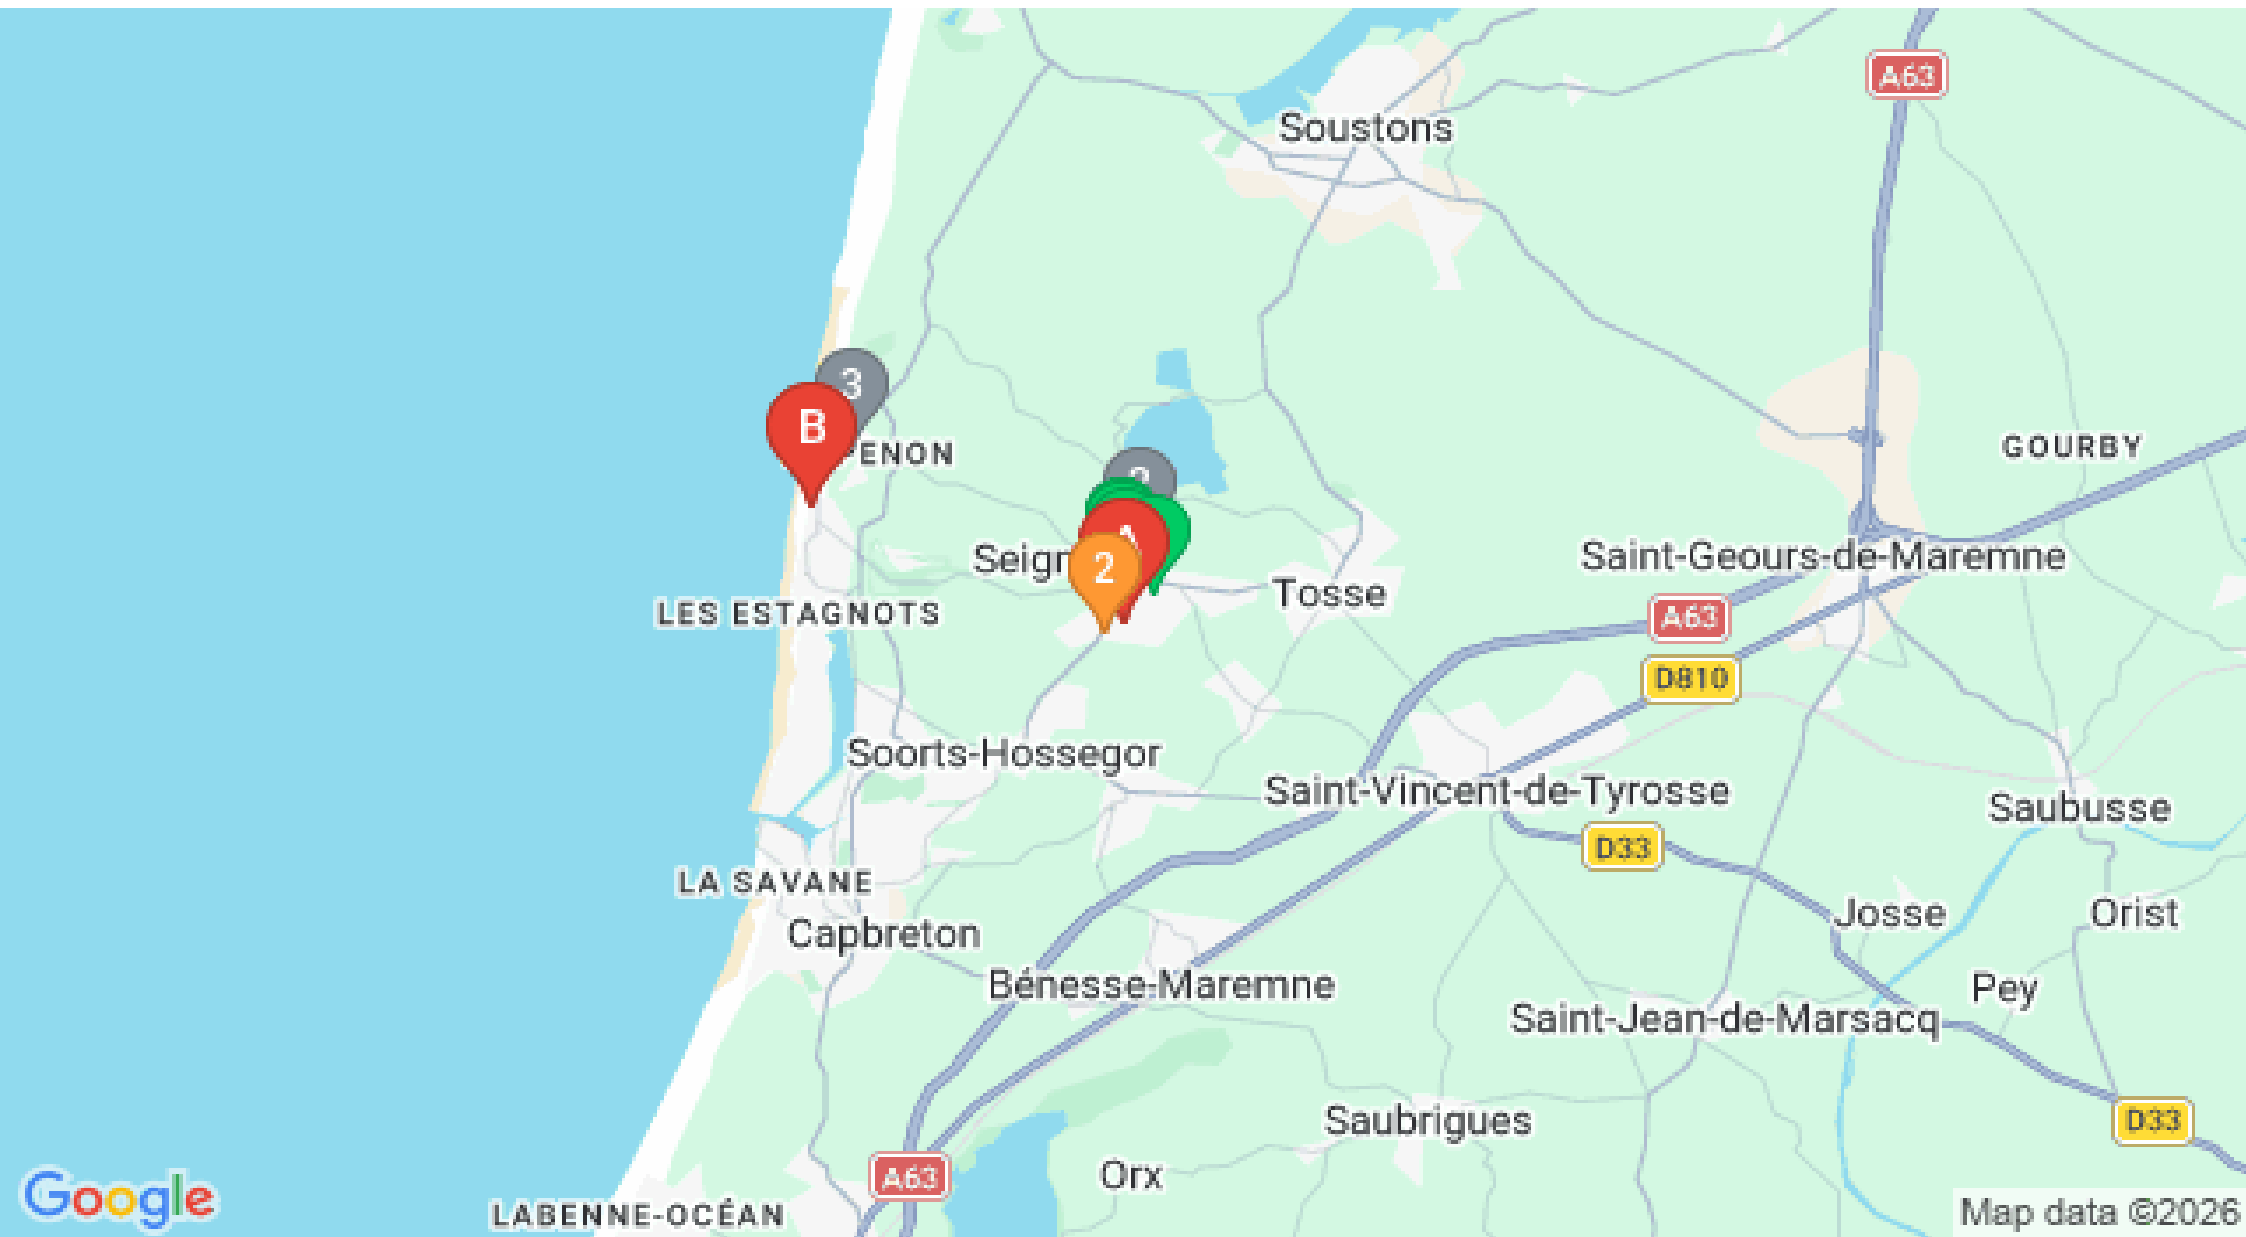 A63
Soustons
3
B
GOURBY
Seign
2
Saint-Geours-de-Maremne
Tosse
LES ESTAGNOTS
A63
D810
Soorts-Hossegor
Saint-Vincent-de-Tyrosse
Saubusse
D33
LA SAVANE
Capbreton
Josse
Orist
Bénesse-Maremne
Pey
Saint-Jean-de-Marsacq
Saubrigues
D33
Orx
A63
LABENNE-OCÉAN
Google
Map data ©2026